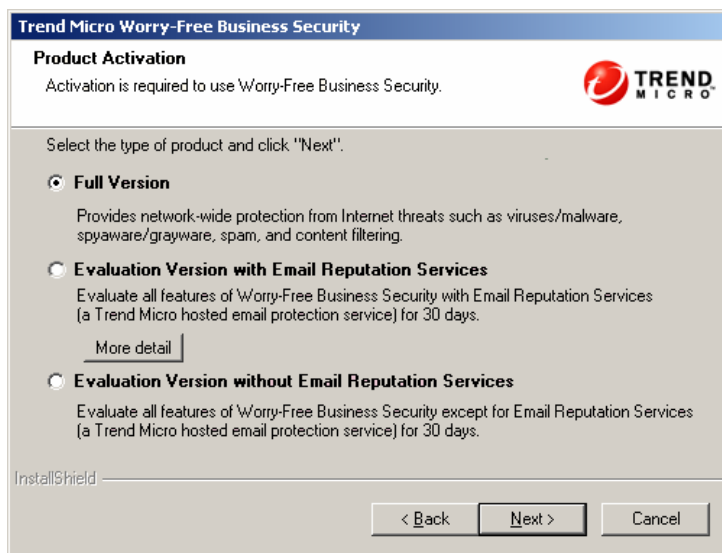 Trend Micro Worry-Free Business Security
Product Activation
Activation is required to use Worry-Free Business Security.
TREND
MICRO
Select the type of product and click "Next".
Full Version
Provides network-wide protection from Internet threats such as viruses/malware,
spyaware/grayware, spam, and content filtering.
Evaluation Version with Email Reputation Services
Evaluate all features of Worry-Free Business Security with Email Reputation Services
(a Trend Micro hosted email protection service) for 30 days.
More detail
Evaluation Version without Email Reputation Services
Evaluate all features of Worry-Free Business Security except for Email Reputation Services
(a Trend Micro hosted email protection service) for 30 days.
InstallShield
< Back
Next >
Cancel